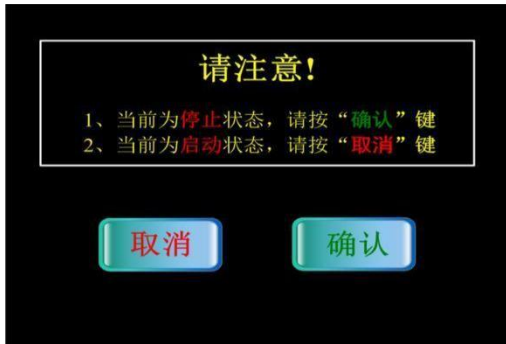 请注意!
1、当前为停止状态，请按“确认”键
2、当前为启动状态，请按“取消”键
取消
确认